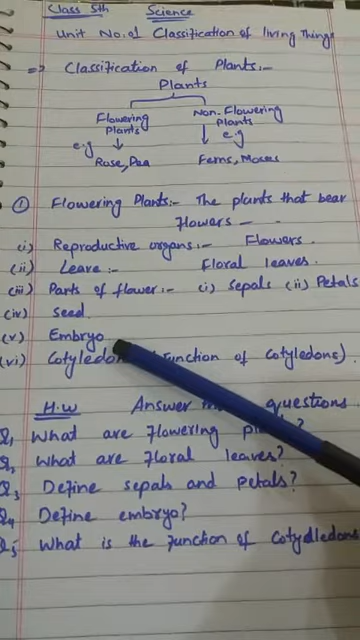 Class 5th Science
Unit No.01 Classification of living Things
=> Classification of Plants:-
Plants
Flowering Plants
Non-Flowering Plants
e.g
e.g
Rose, Pea
Ferns, Moses
① Flowering Plants:- The plants that bear
flowers
(i) Reproductive organs:- Flowers.
(ii) Leave:- Floral leaves.
(iii) Parts of flower:- (i) Sepals (ii) Petals
(iv) Seed.
(v) Embryo
(vi) Cotyledon function of cotyledons).
H.W Answer questions
Q1 What are flowering ?
Q2 What are floral leaves?
Q3 Define sepals and petals?
Q4 Define embryo?
Q5 What is the function of cotydledons